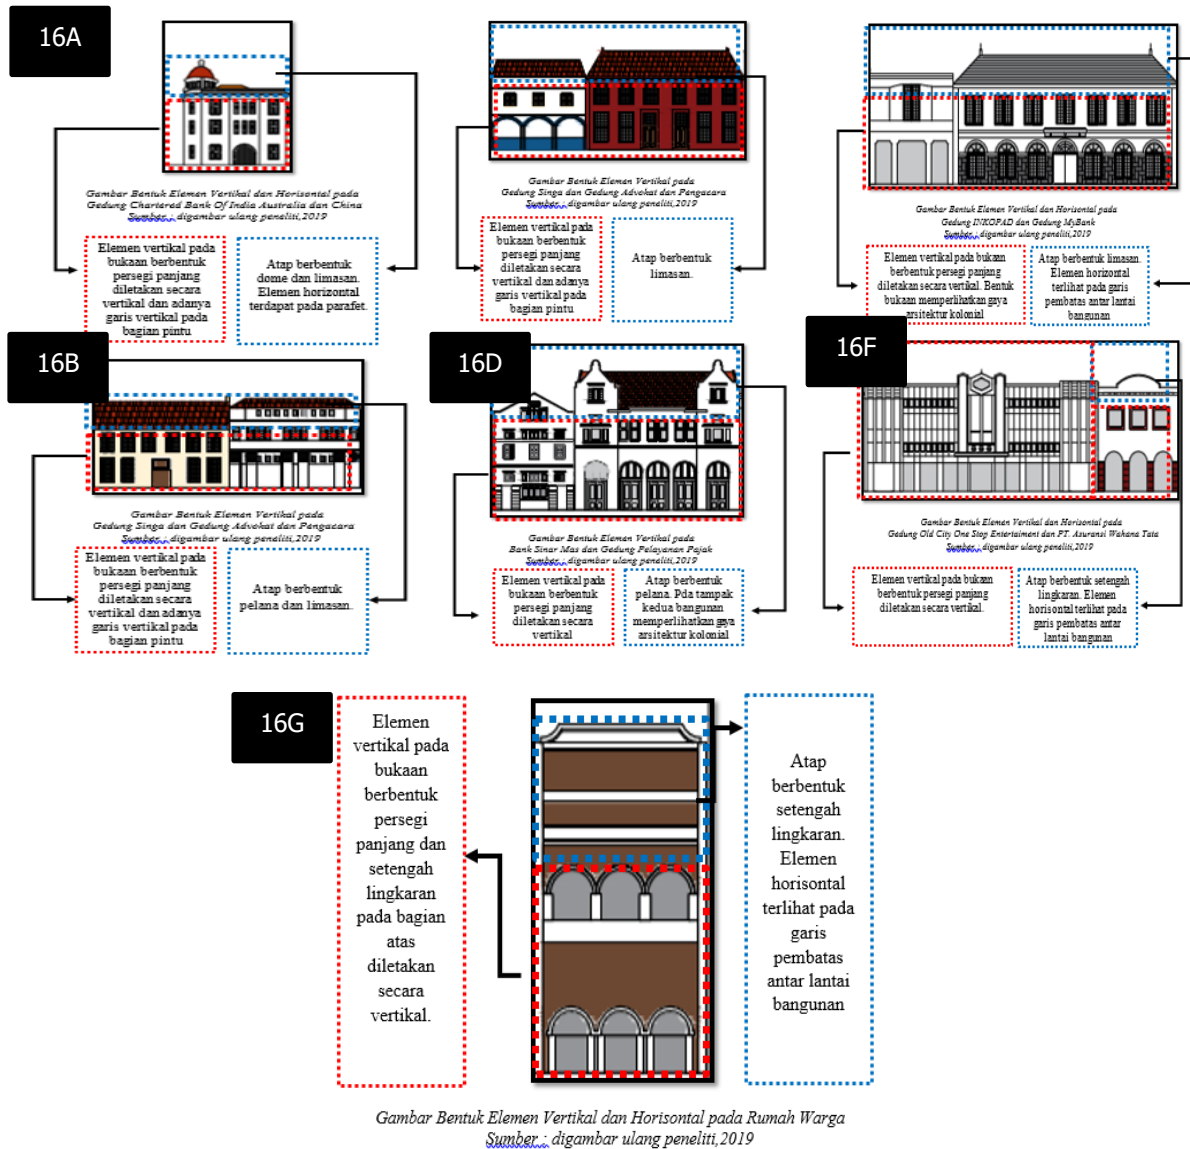 16A
Gambar Bentuk Elemen Vertikal dan Horisontal pada
Gedung Chartered Bank Of India Australia dan China
Sumber : digambar ulang peneliti,2019
Elemen vertikal pada
bukaan berbentuk
persegi panjang
diletakan secara
vertikal dan adanya
garis vertikal pada
bagian pintu
Atap berbentuk
dome dan limasan.
Elemen horizontal
terdapat pada parafet.
Gambar Bentuk Elemen Vertikal pada
Gedung Singa dan Gedung Advokat dan Pengacara
Sumber : digambar ulang peneliti,2019
Elemen vertikal pada
bukaan berbentuk
persegi panjang
diletakan secara
vertikal dan adanya
garis vertikal pada
bagian pintu
Atap berbentuk
limasan.
Gambar Bentuk Elemen Vertikal dan Horizontal pada
Gedung INKOPAD dan Gedung MyBank
Sumber : digambar ulang peneliti,2019
Elemen vertikal pada bukaan
berbentuk persegi panjang
diletakan secara vertikal. Bentuk
bukaan memperlihatkan gaya
arsitektur kolonial
Atap berbentuk limasan.
Elemen horizontal
terlihat pada garis
pembatas antar lantai
bangunan
16B
Gambar Bentuk Elemen Vertikal pada
Gedung Singa dan Gedung Advokat dan Pengacara
Sumber : digambar ulang peneliti,2019
Elemen vertikal pada
bukaan berbentuk
persegi panjang
diletakan secara
vertikal dan adanya
garis vertikal pada
bagian pintu
Atap berbentuk
pelana dan limasan.
16D
Gambar Bentuk Elemen Vertikal pada
Bank Sinar Mas dan Gedung Pelayanan Pajak
Sumber : digambar ulang peneliti,2019
Elemen vertikal pada
bukaan berbentuk
persegi panjang
diletakan secara
vertikal
Atap berbentuk
pelana. Pda tampak
kedua bangunan
memperlihatkan gaya
arsitektur kolonial
16F
Gambar Bentuk Elemen Vertikal dan Horizontal pada
Gedung Old City One Stop Entertaiment dan PT. Asuransi Wahana Tata
Sumber : digambar ulang peneliti,2019
Elemen vertikal pada bukaan
berbentuk persegi panjang
diletakan secara vertikal.
Atap berbentuk setengah
lingkaran. Elemen
horisontal terlihat pada
garis pembatas antar
lantai bangunan
16G
Elemen
vertikal pada
bukaan
berbentuk
persegi
panjang dan
setengah
lingkaran
pada bagian
atas
diletakan
secara
vertikal.
Atap
berbentuk
setengah
lingkaran.
Elemen
horisontal
terlihat pada
garis
pembatas
antar lantai
bangunan
Gambar Bentuk Elemen Vertikal dan Horisontal pada Rumah Warga
Sumber : digambar ulang peneliti,2019